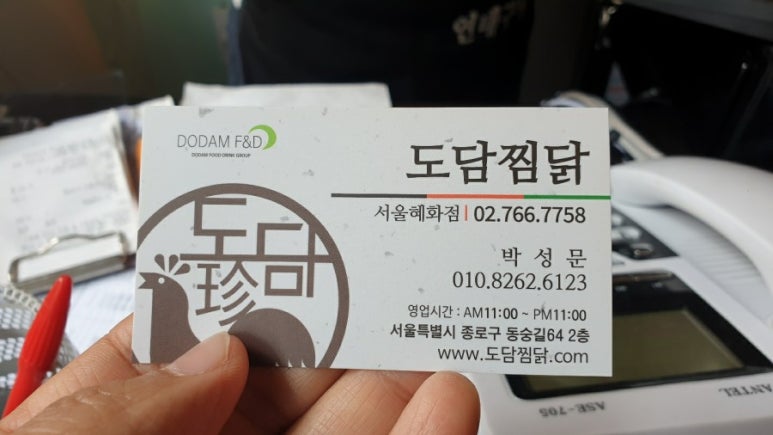 DODAM F&D
DODAM FOOD DRINK GROUP
도담찜닭
서울혜화점 | 02.766.7758
박성문
010.8262.6123
영업시간 : AM11:00 ~ PM11:00
서울특별시 종로구 동숭길64 2층
www.도담찜닭.com
도담
珍
ASE-705